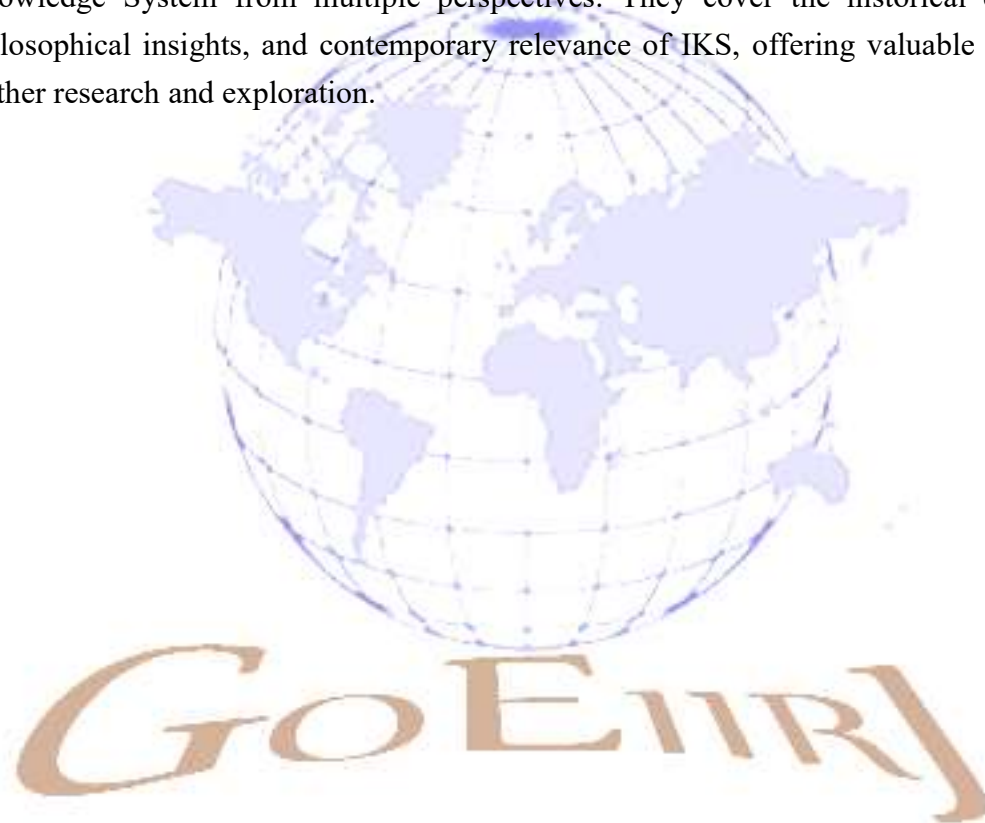 owledge System from multiple perspectives. They cover the historical
losophical insights, and contemporary relevance of IKS, offering valuable
ther research and exploration.
GOEIIRJ